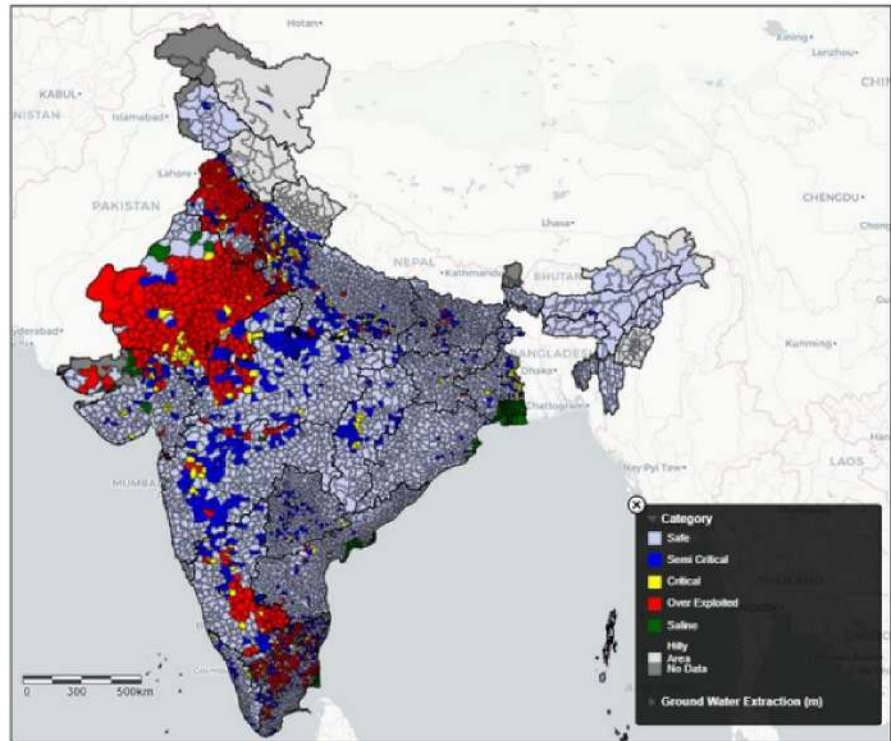 Hotan•
Xining•
Lanzhou•
KABUL•
Islamabad•
Lahore•
PAKISTAN
CHENGDU
Lhasa
NEPAL
•Kathmandu
BHUTAN
BANGLADESH
Dhaka
Chattogram•
Kunming•
MUMBAI
Nay Pyi Taw•
LAOS
Category
Safe
Semi Critical
Critical
Over Exploited
Saline
Hilly
Area
No Data
Ground Water Extraction (m)
0 300 500km